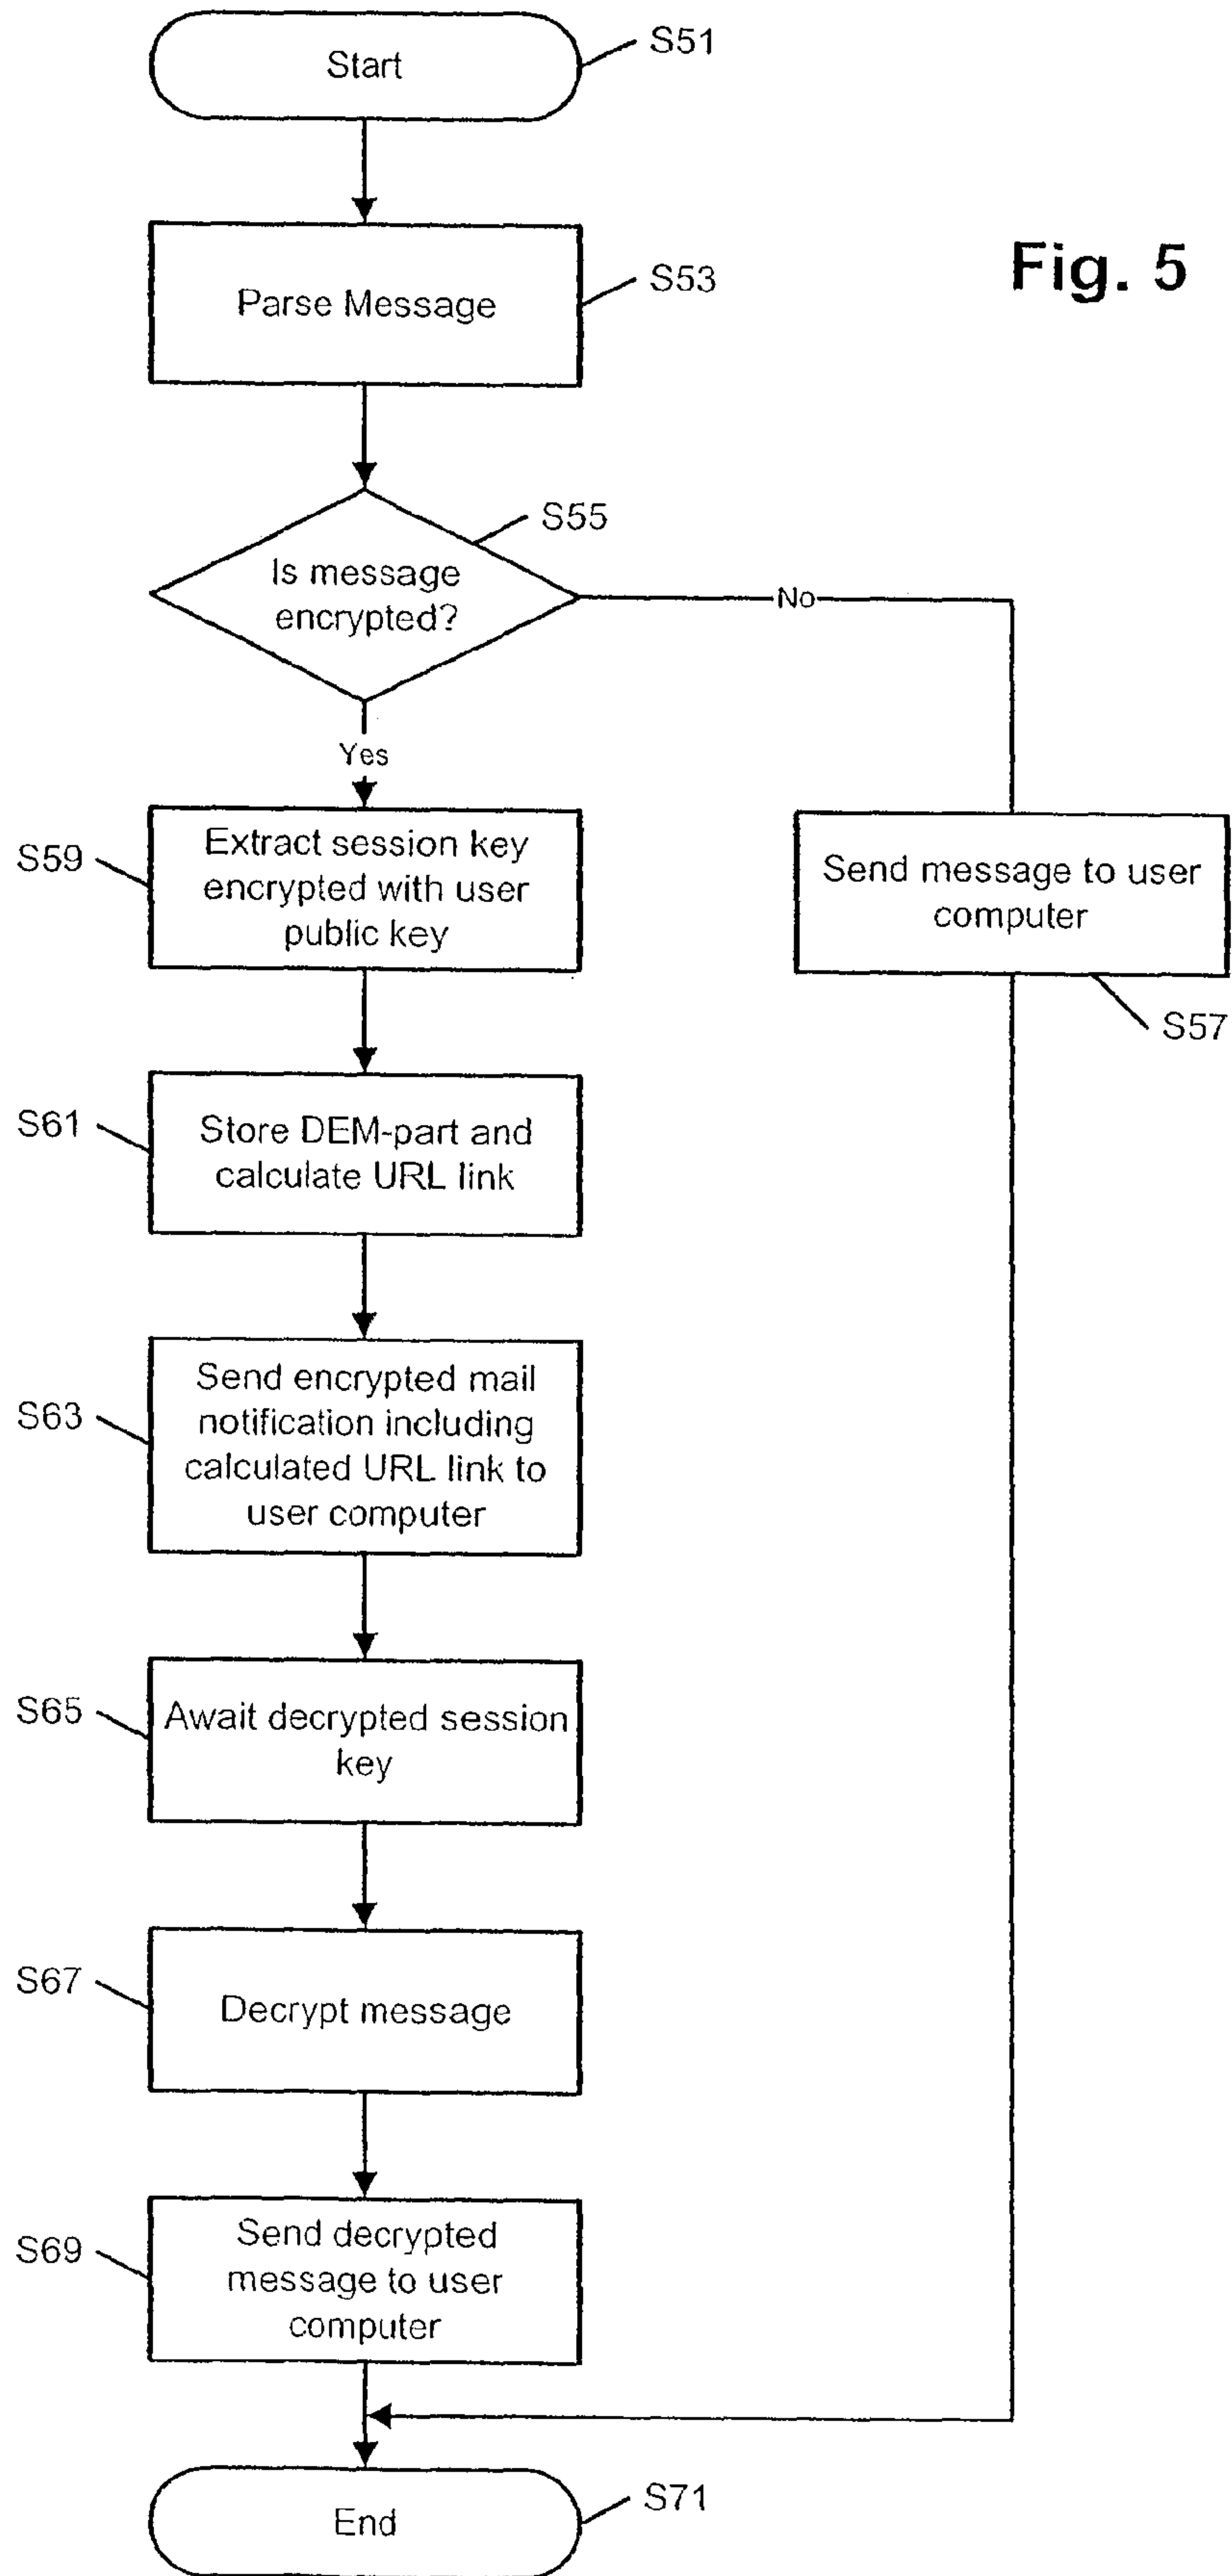 Start
S51
Fig. 5
Parse Message
S53
S55
Is message
encrypted?
No
Yes
S59
Extract session key
encrypted with user
public key
Send message to user
computer
S57
S61
Store DEM-part and
calculate URL link
S63
Send encrypted mail
notification including
calculated URL link to
user computer
S65
Await decrypted session
key
S67
Decrypt message
S69
Send decrypted
message to user
computer
End
S71